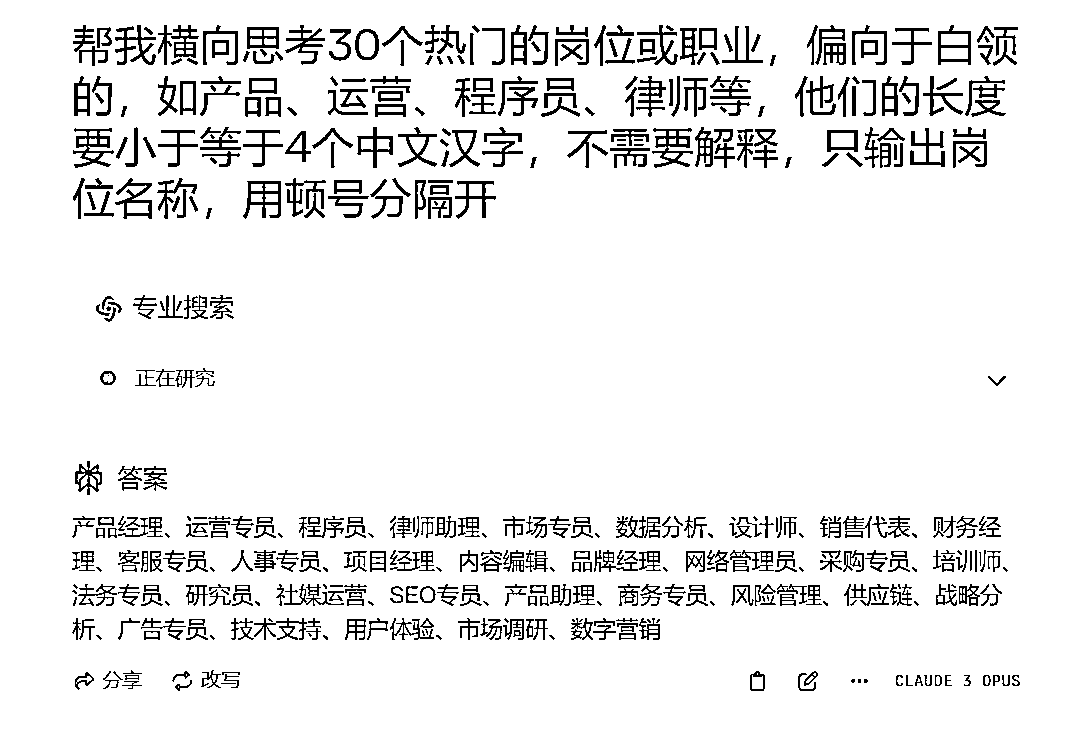 帮我横向思考30个热门的岗位或职业，偏向于白领
的，如产品、运营、程序员、律师等，他们的长度
要小于等于4个中文汉字，不需要解释，只输出岗
位名称，用顿号分隔开
专业搜索
正在研究
答案
产品经理、运营专员、程序员、律师助理、市场专员、数据分析、设计师、销售代表、财务经
理、客服专员、人事专员、项目经理、内容编辑、品牌经理、网络管理员、采购专员、培训师、
法务专员、研究员、社媒运营、SEO专员、产品助理、商务专员、风险管理、供应链、战略分
析、广告专员、技术支持、用户体验、市场调研、数字营销
分享 改写 CLAUDE 3 OPUS